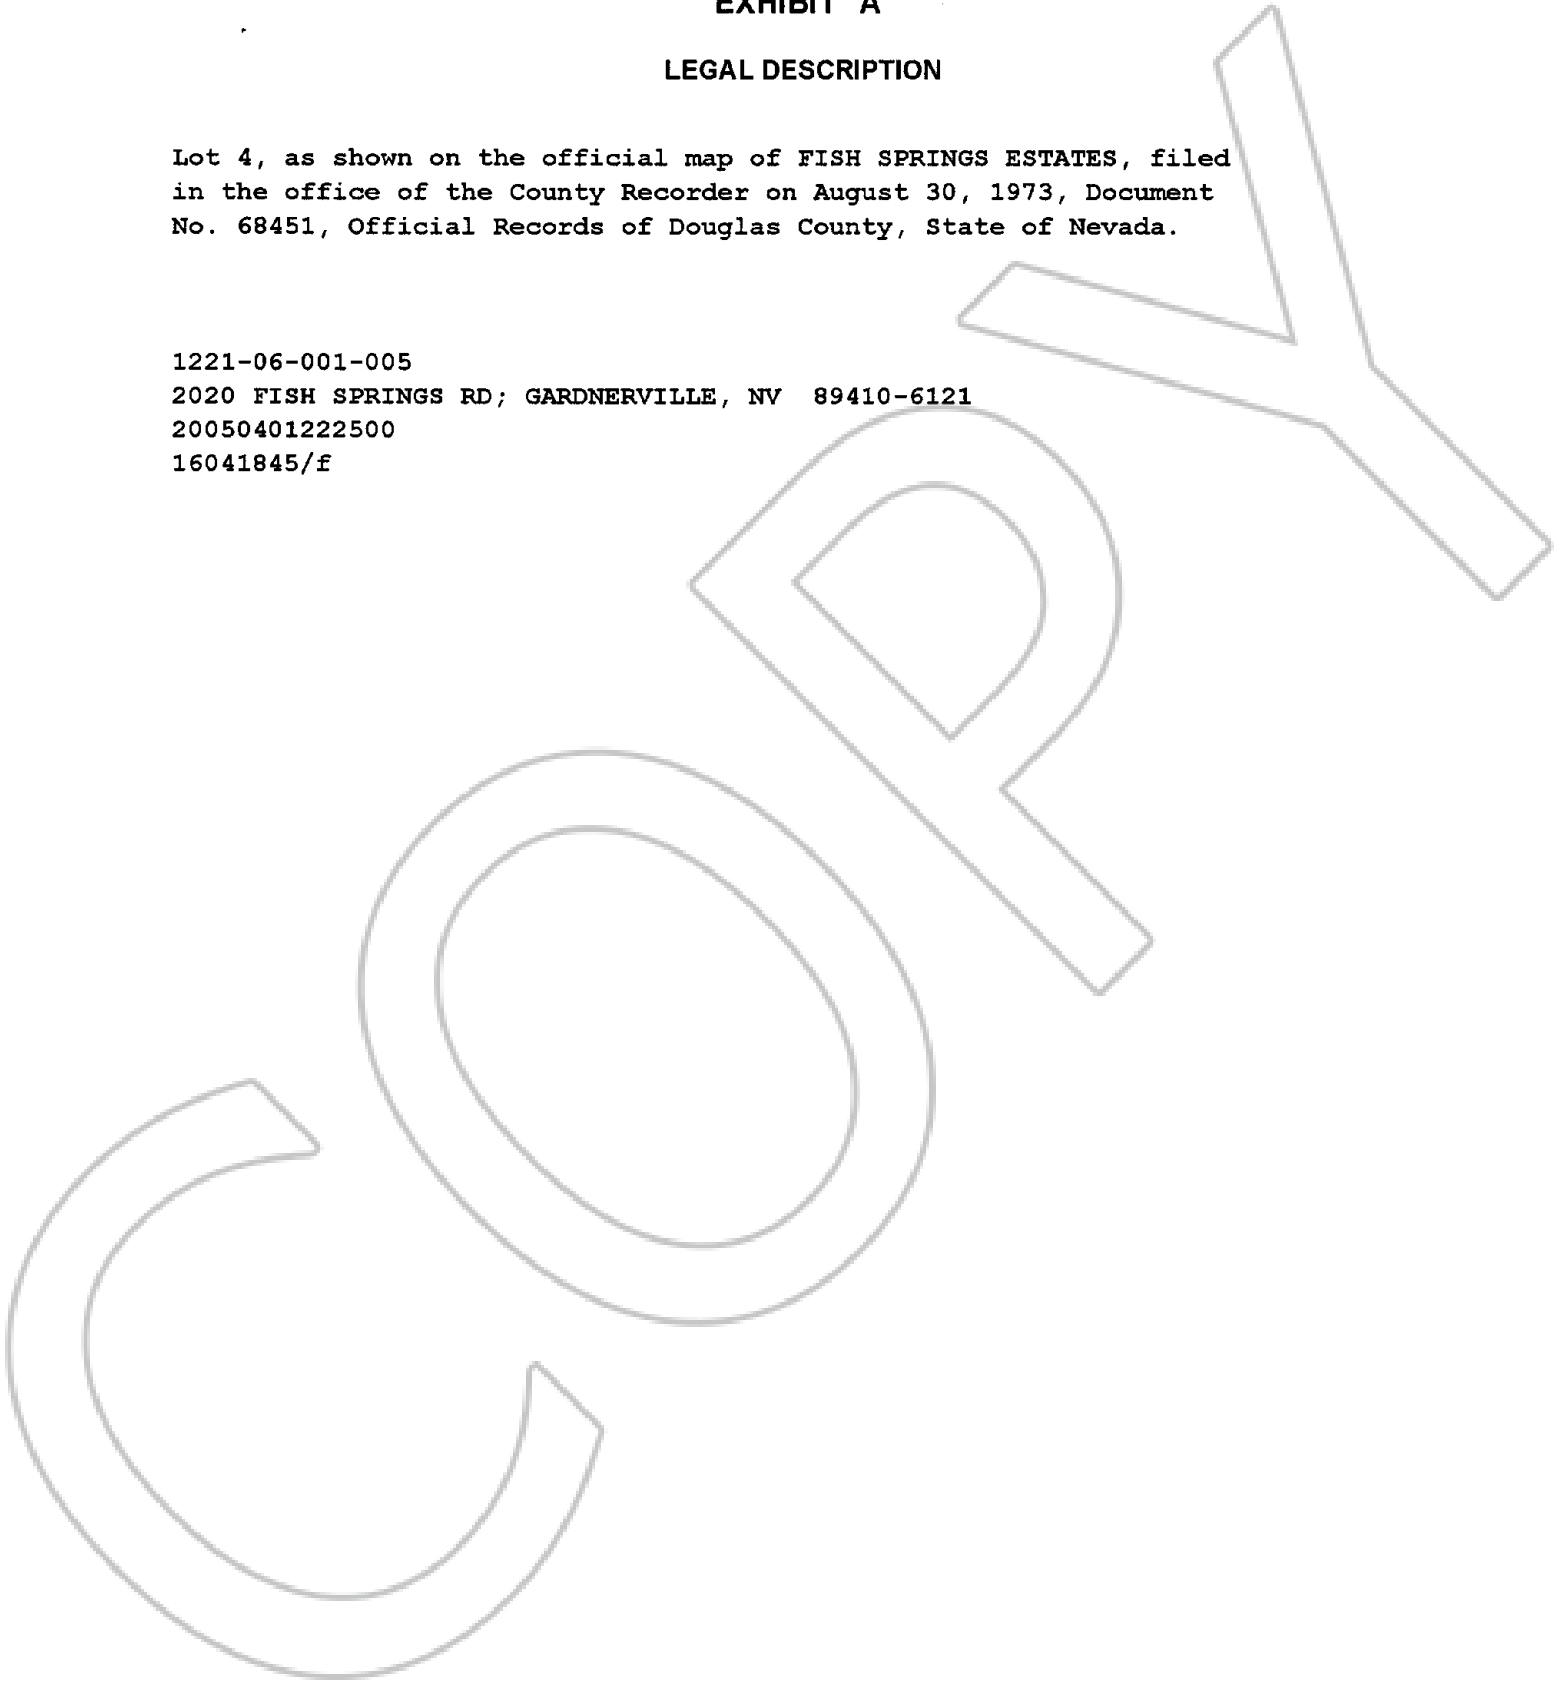 EXHIBIT "A
LEGAL DESCRIPTION
Lot 4, as shown on the official map of FISH SPRINGS ESTATES, filed
in the office of the County Recorder on August 30, 1973, Document
No. 68451, Official Records of Douglas County, State of Nevada.
1221-06-001-005
2020 FISH SPRINGS RD; GARDNERVILLE, NV  89410-6121
20050401222500
16041845/f
COPY